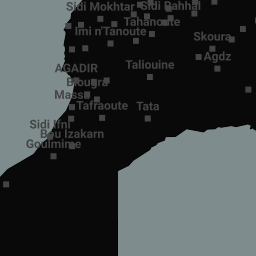 Sidi Mokhtar
Sidi Rahhal
Tahanaoute
Imi n'Tanoute
Skoura
Agdz
Taliouine
AGADIR
Biougra
Massa
Tafraoute
Tata
Sidi Ifni
Bou Izakarn
Goulmime